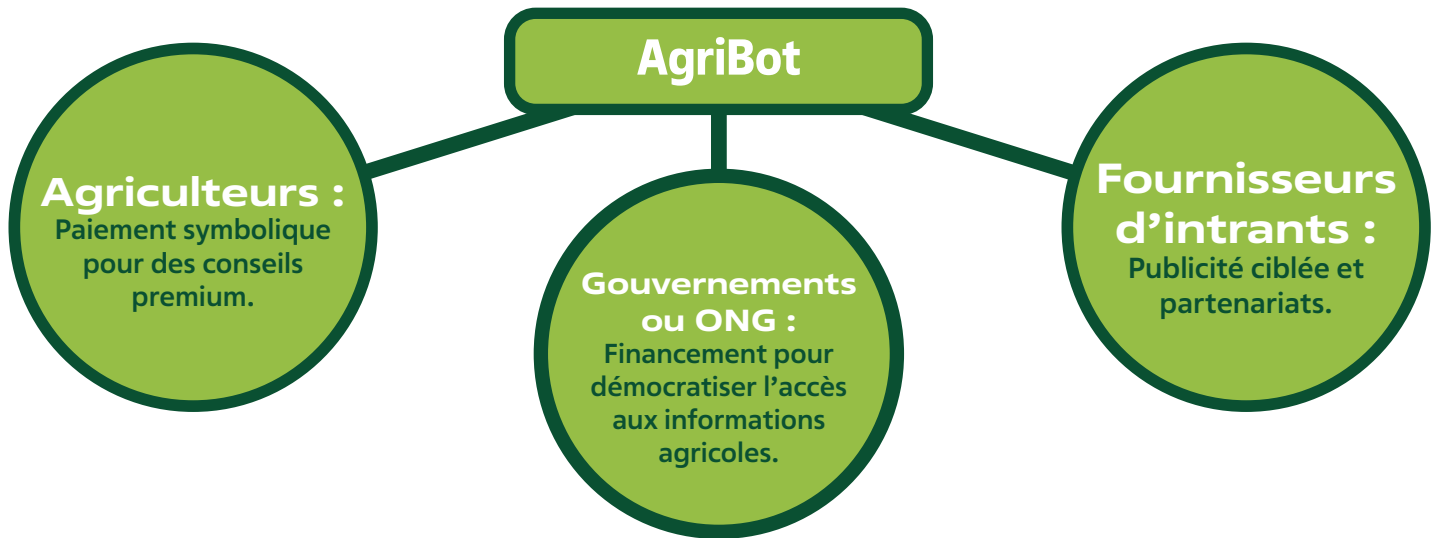 AgriBot
Agriculteurs :
Paiement symbolique
pour des conseils
premium.
Gouvernements
ou ONG :
Financement pour
démocratiser l’accès
aux informations
agricoles.
Fournisseurs
d’intrants :
Publicité ciblée et
partenariats.